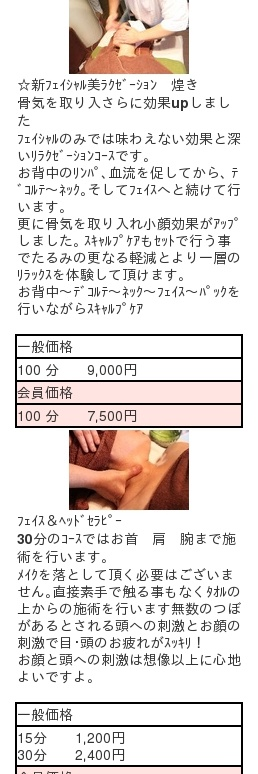 ☆新ﾌｪｲｼｬﾙ美ﾗｸｾﾞｰｼｮﾝ　煌き
骨気を取り入さらに効果upしまし
た
ﾌｪｲｼｬﾙのみでは味わえない効果と深
いﾘﾗｸｾﾞｰｼｮﾝｺｰｽです。
お背中のﾘﾝﾊﾟ､血流を促してから､ﾃ
ﾞｺﾙﾃ～ﾈｯｸ｡そしてﾌｪｲｽへと続けて行
います。
更に骨気を取り入れ小顔効果がｱｯﾌﾟ
しました｡ｽｷｬﾙﾌﾟｹｱもｾｯﾄで行う事
でたるみの更なる軽減とより一層の
ﾘﾗｯｸｽを体験して頂けます。
お背中～ﾃﾞｺﾙﾃ～ﾈｯｸ～ﾌｪｲｽ～ﾊﾟｯｸを
行いながらｽｷｬﾙﾌﾟｹｱ
一般価格
100 分　　9,000円
会員価格
100 分　　7,500円
ﾌｪｲｽ＆ﾍｯﾄﾞｾﾗﾋﾟｰ
30分のｺｰｽではお首　肩　腕まで施
術を行います。
ﾒｲｸを落として頂く必要はございま
せん｡直接素手で触る事もなくﾀｵﾙの
上からの施術を行います無数のつぼ
があるとされる頭への刺激とお顔の
刺激で目･頭のお疲れがｽｯｷﾘ！
お顔と頭への刺激は想像以上に心地
よいですよ。
一般価格
15分　　1,200円
30分　　2,400円